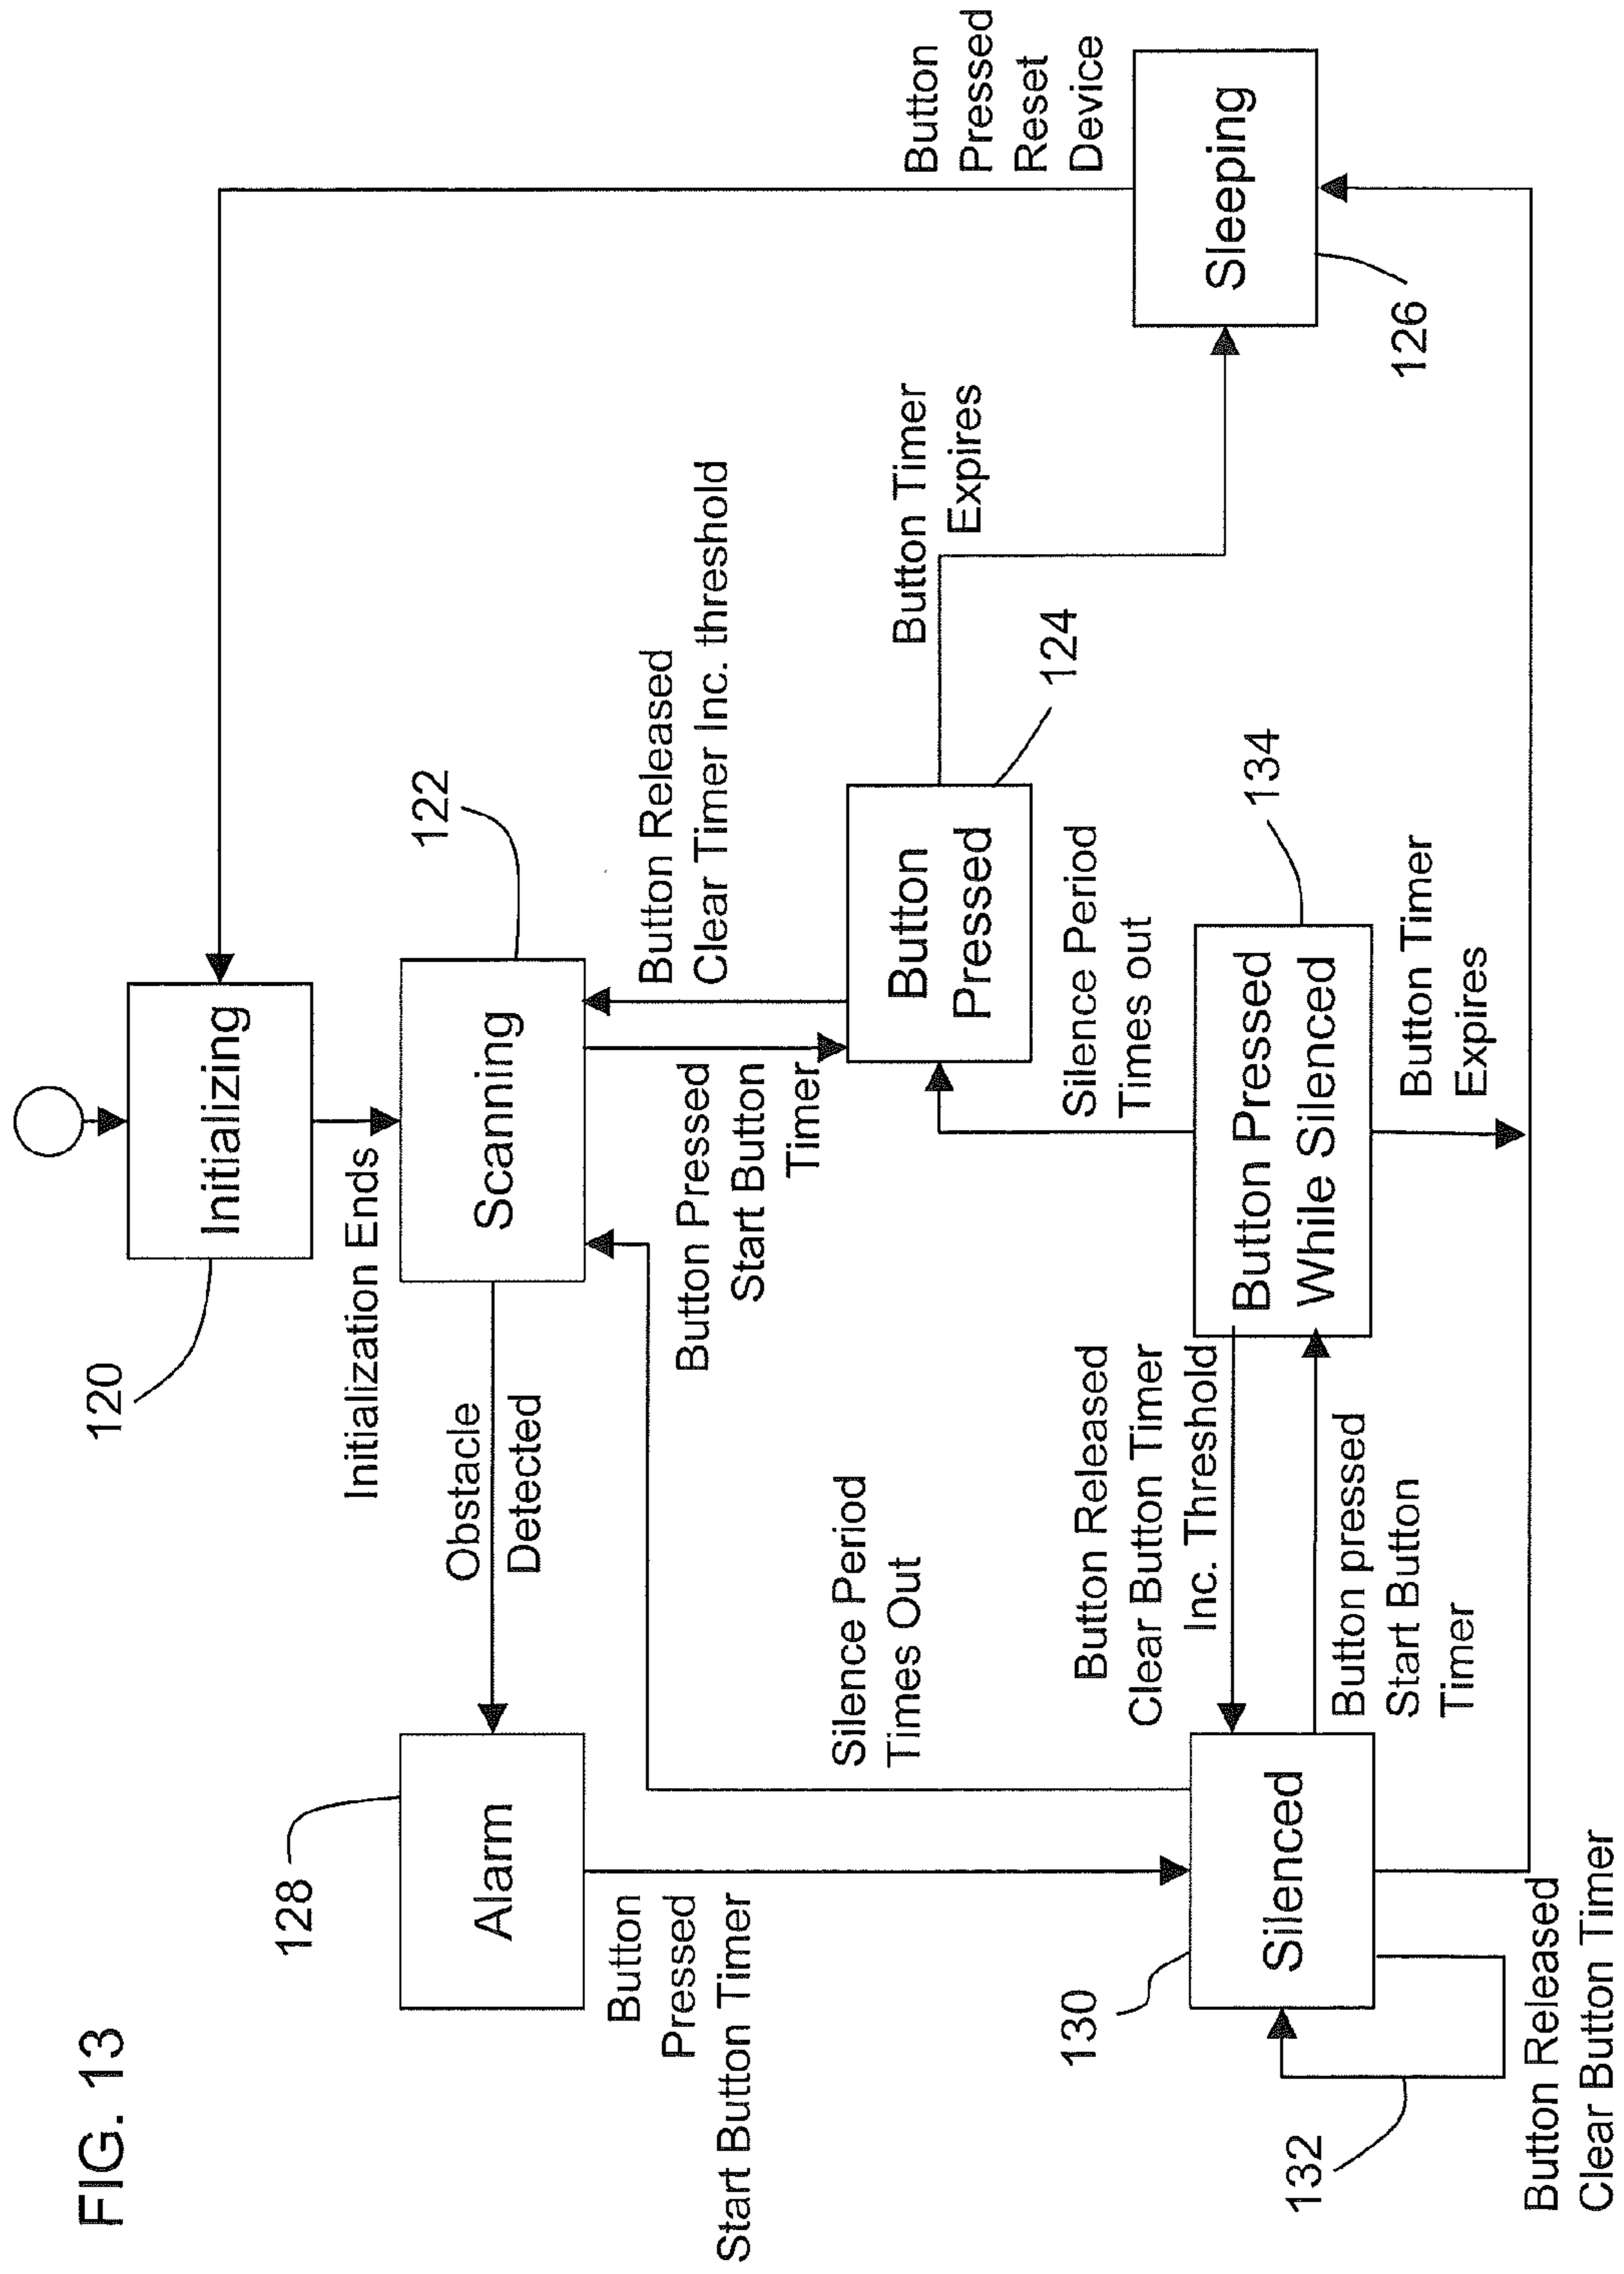 FIG. 13
120
Initializing
Initialization Ends
128
Alarm
Obstacle
Detected
Scanning
122
Button
Pressed
Start Button Timer
Silence Period
Times Out
Button Pressed
Start Button
Timer
Button Released
Clear Timer Inc. threshold
Button
Pressed
124
Button Timer
Expires
Button
Pressed
Reset
Device
Sleeping
126
130
Silenced
132
Button Released
Clear Button Timer
Button Released
Clear Button Timer
Inc. Threshold
Button pressed
Start Button
Timer
Silence Period
Times out
Button Pressed
While Silenced
134
Button Timer
Expires